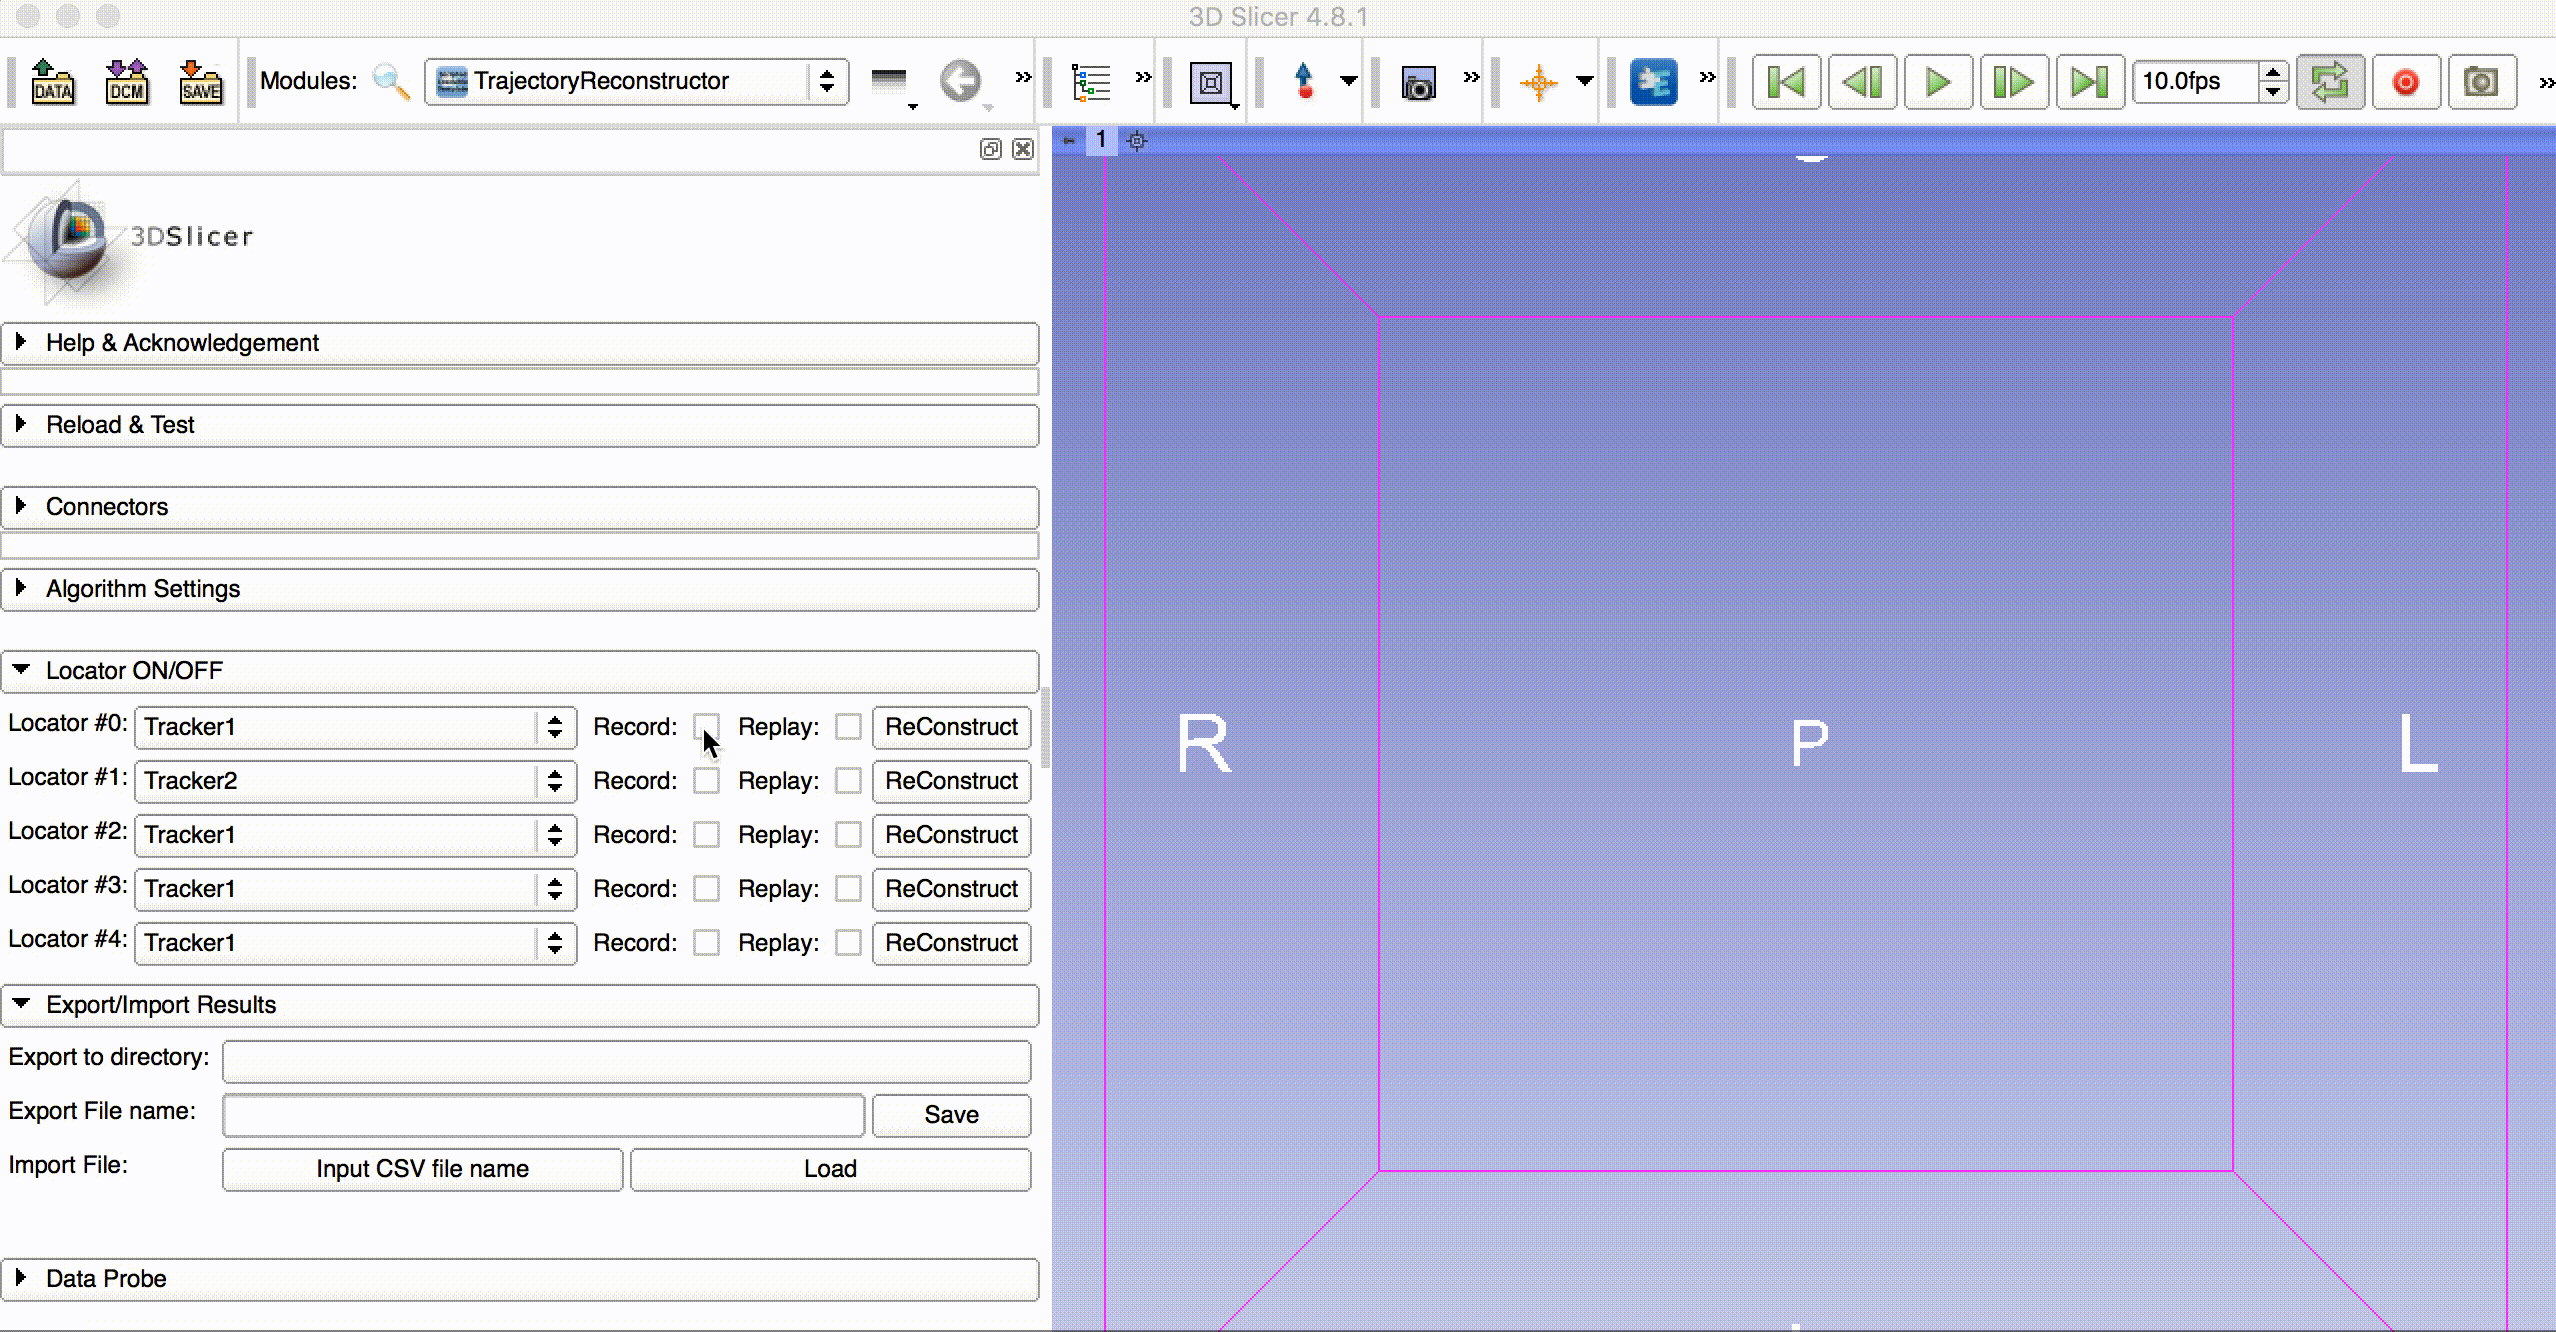 3D Slicer 4.8.1
DATA DCM SAVE Modules: TrajectoryReconstructor 10.0fps
1
3DSlicer
Help & Acknowledgement
Reload & Test
Connectors
Algorithm Settings
Locator ON/OFF
Locator #0: Tracker1 Record: Replay: ReConstruct
Locator #1: Tracker2 Record: Replay: ReConstruct
Locator #2: Tracker1 Record: Replay: ReConstruct
Locator #3: Tracker1 Record: Replay: ReConstruct
Locator #4: Tracker1 Record: Replay: ReConstruct
Export/Import Results
Export to directory:
Export File name: Save
Import File: Input CSV file name Load
Data Probe
R P L